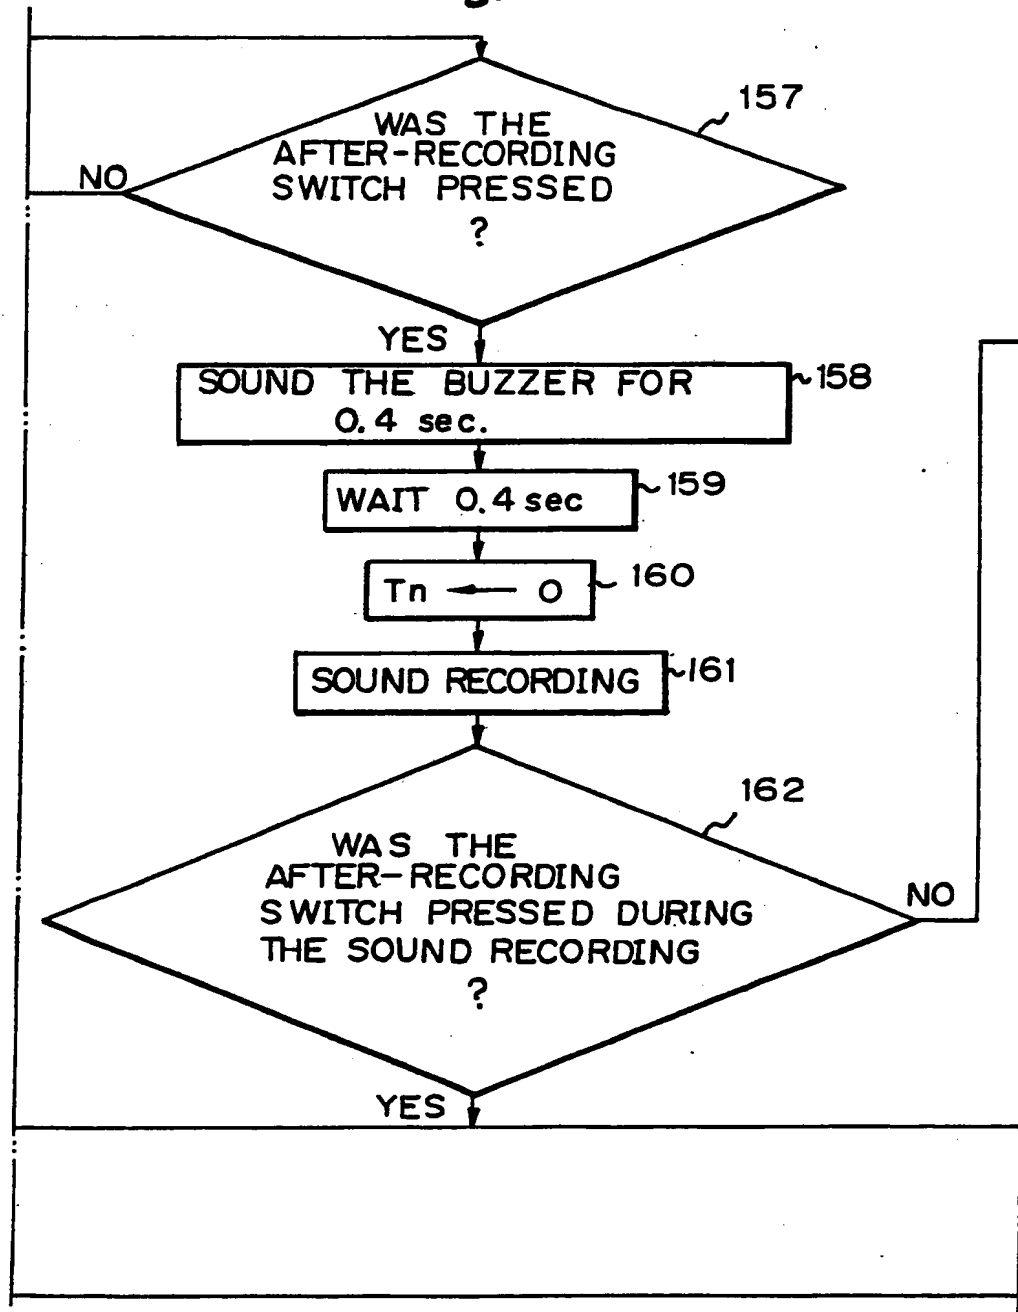 157
WAS THE
AFTER-RECORDING
SWITCH PRESSED
?
NO
YES
SOUND THE BUZZER FOR
0.4 sec.
158
WAIT 0.4 sec
159
Tn ← 0
160
SOUND RECORDING
161
162
WAS THE
AFTER-RECORDING
SWITCH PRESSED DURING
THE SOUND RECORDING
?
NO
YES